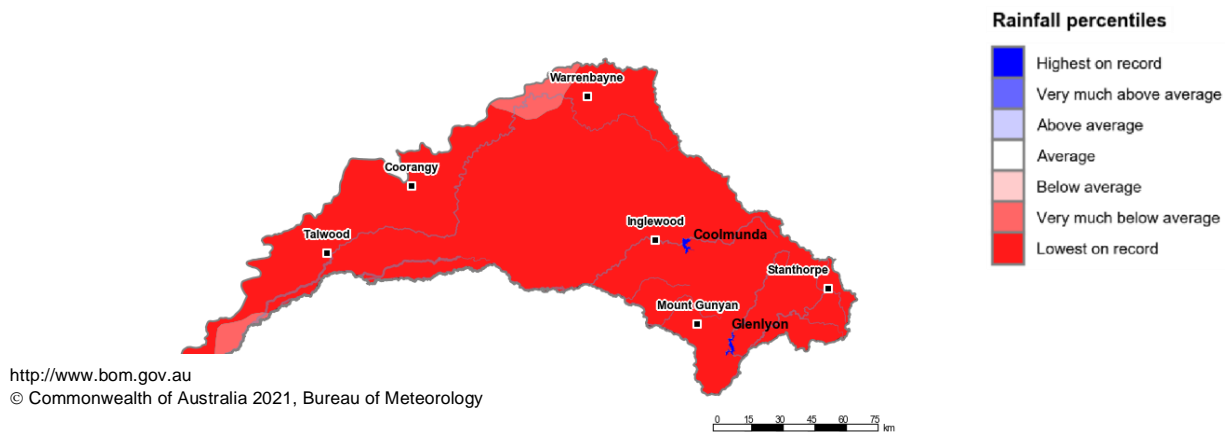 Rainfall percentiles
Highest on record
Very much above average
Above average
Average
Below average
Very much below average
Lowest on record
Warrenbayne
Coorangy
Talwood
Inglewood
Coolmunda
Stanthorpe
Mount Gunyan
Glenlyon
http://www.bom.gov.au
© Commonwealth of Australia 2021, Bureau of Meteorology
0 15 30 45 60 75
km